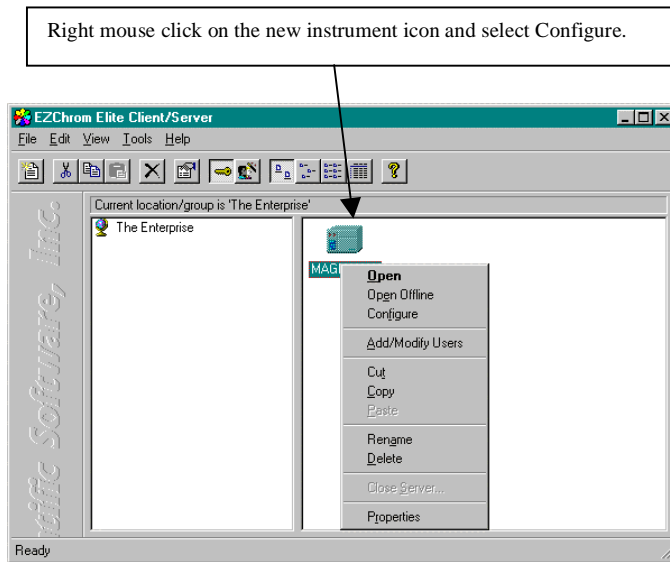 Right mouse click on the new instrument icon and select Configure.
EZChrom Elite Client/Server
File Edit View Tools Help
Current location/group is 'The Enterprise'
The Enterprise
Open
Open Offline
Configure
Add/Modify Users
Cut
Copy
Paste
Rename
Delete
Close Server...
Properties
Software, Inc.
Ready